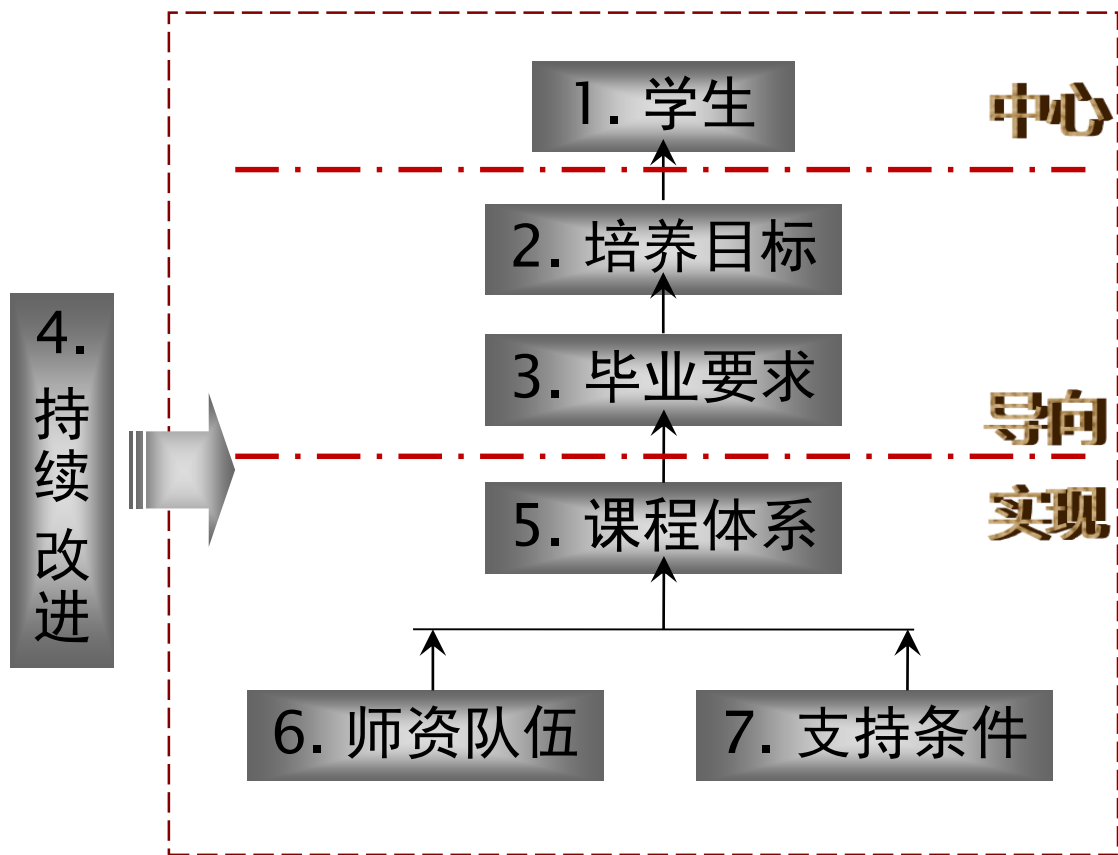 1. 学生
中心
2. 培养目标
3. 毕业要求
导向
4.
持
续
改
进
实现
5. 课程体系
6. 师资队伍
7. 支持条件